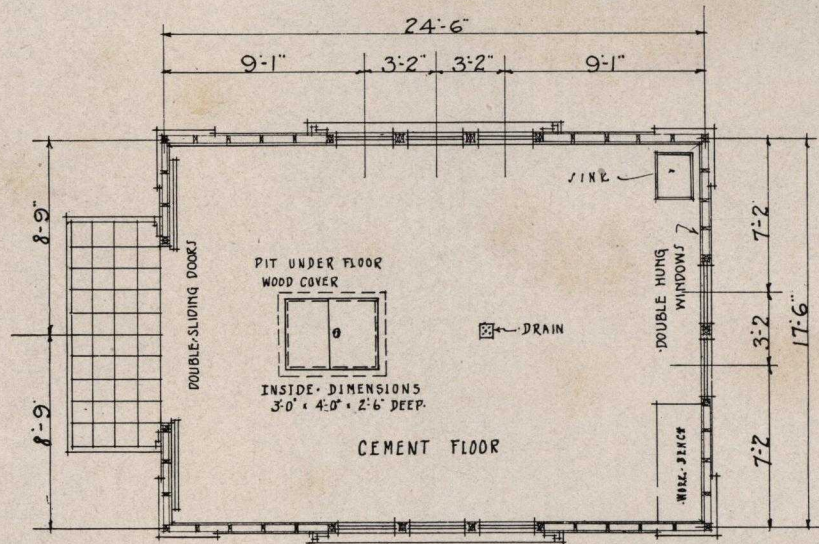 24'-6"
9'-1" 3'-2" 3'-2" 9'-1"
SINK
8'-9"
7'-2
PIT UNDER FLOOR
WOOD COVER
DOUBLE-SLIDING DOORS
DOUBLE HUNG
WINDOWS
DRAIN
3'-2
17'-6"
INSIDE · DIMENSIONS
3'-0" x 4'-0" x 2'-6" DEEP.
8'-9"
CEMENT FLOOR
WORK-BENCH
7'-2